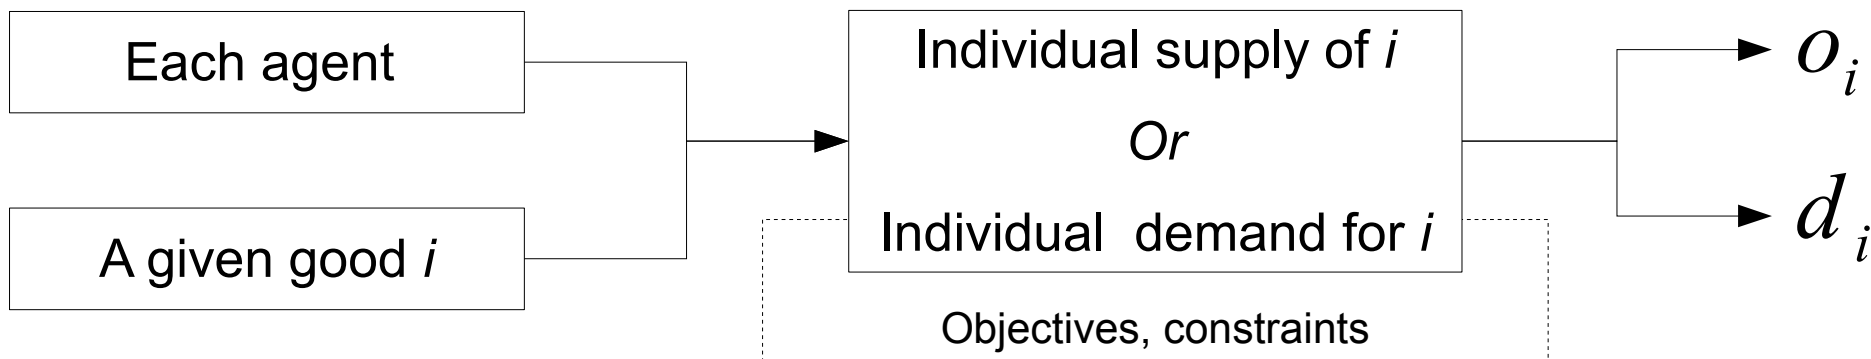 Each agent
A given good i
Individual supply of i
Or
Individual demand for i
Objectives, constraints
o_i
d_i